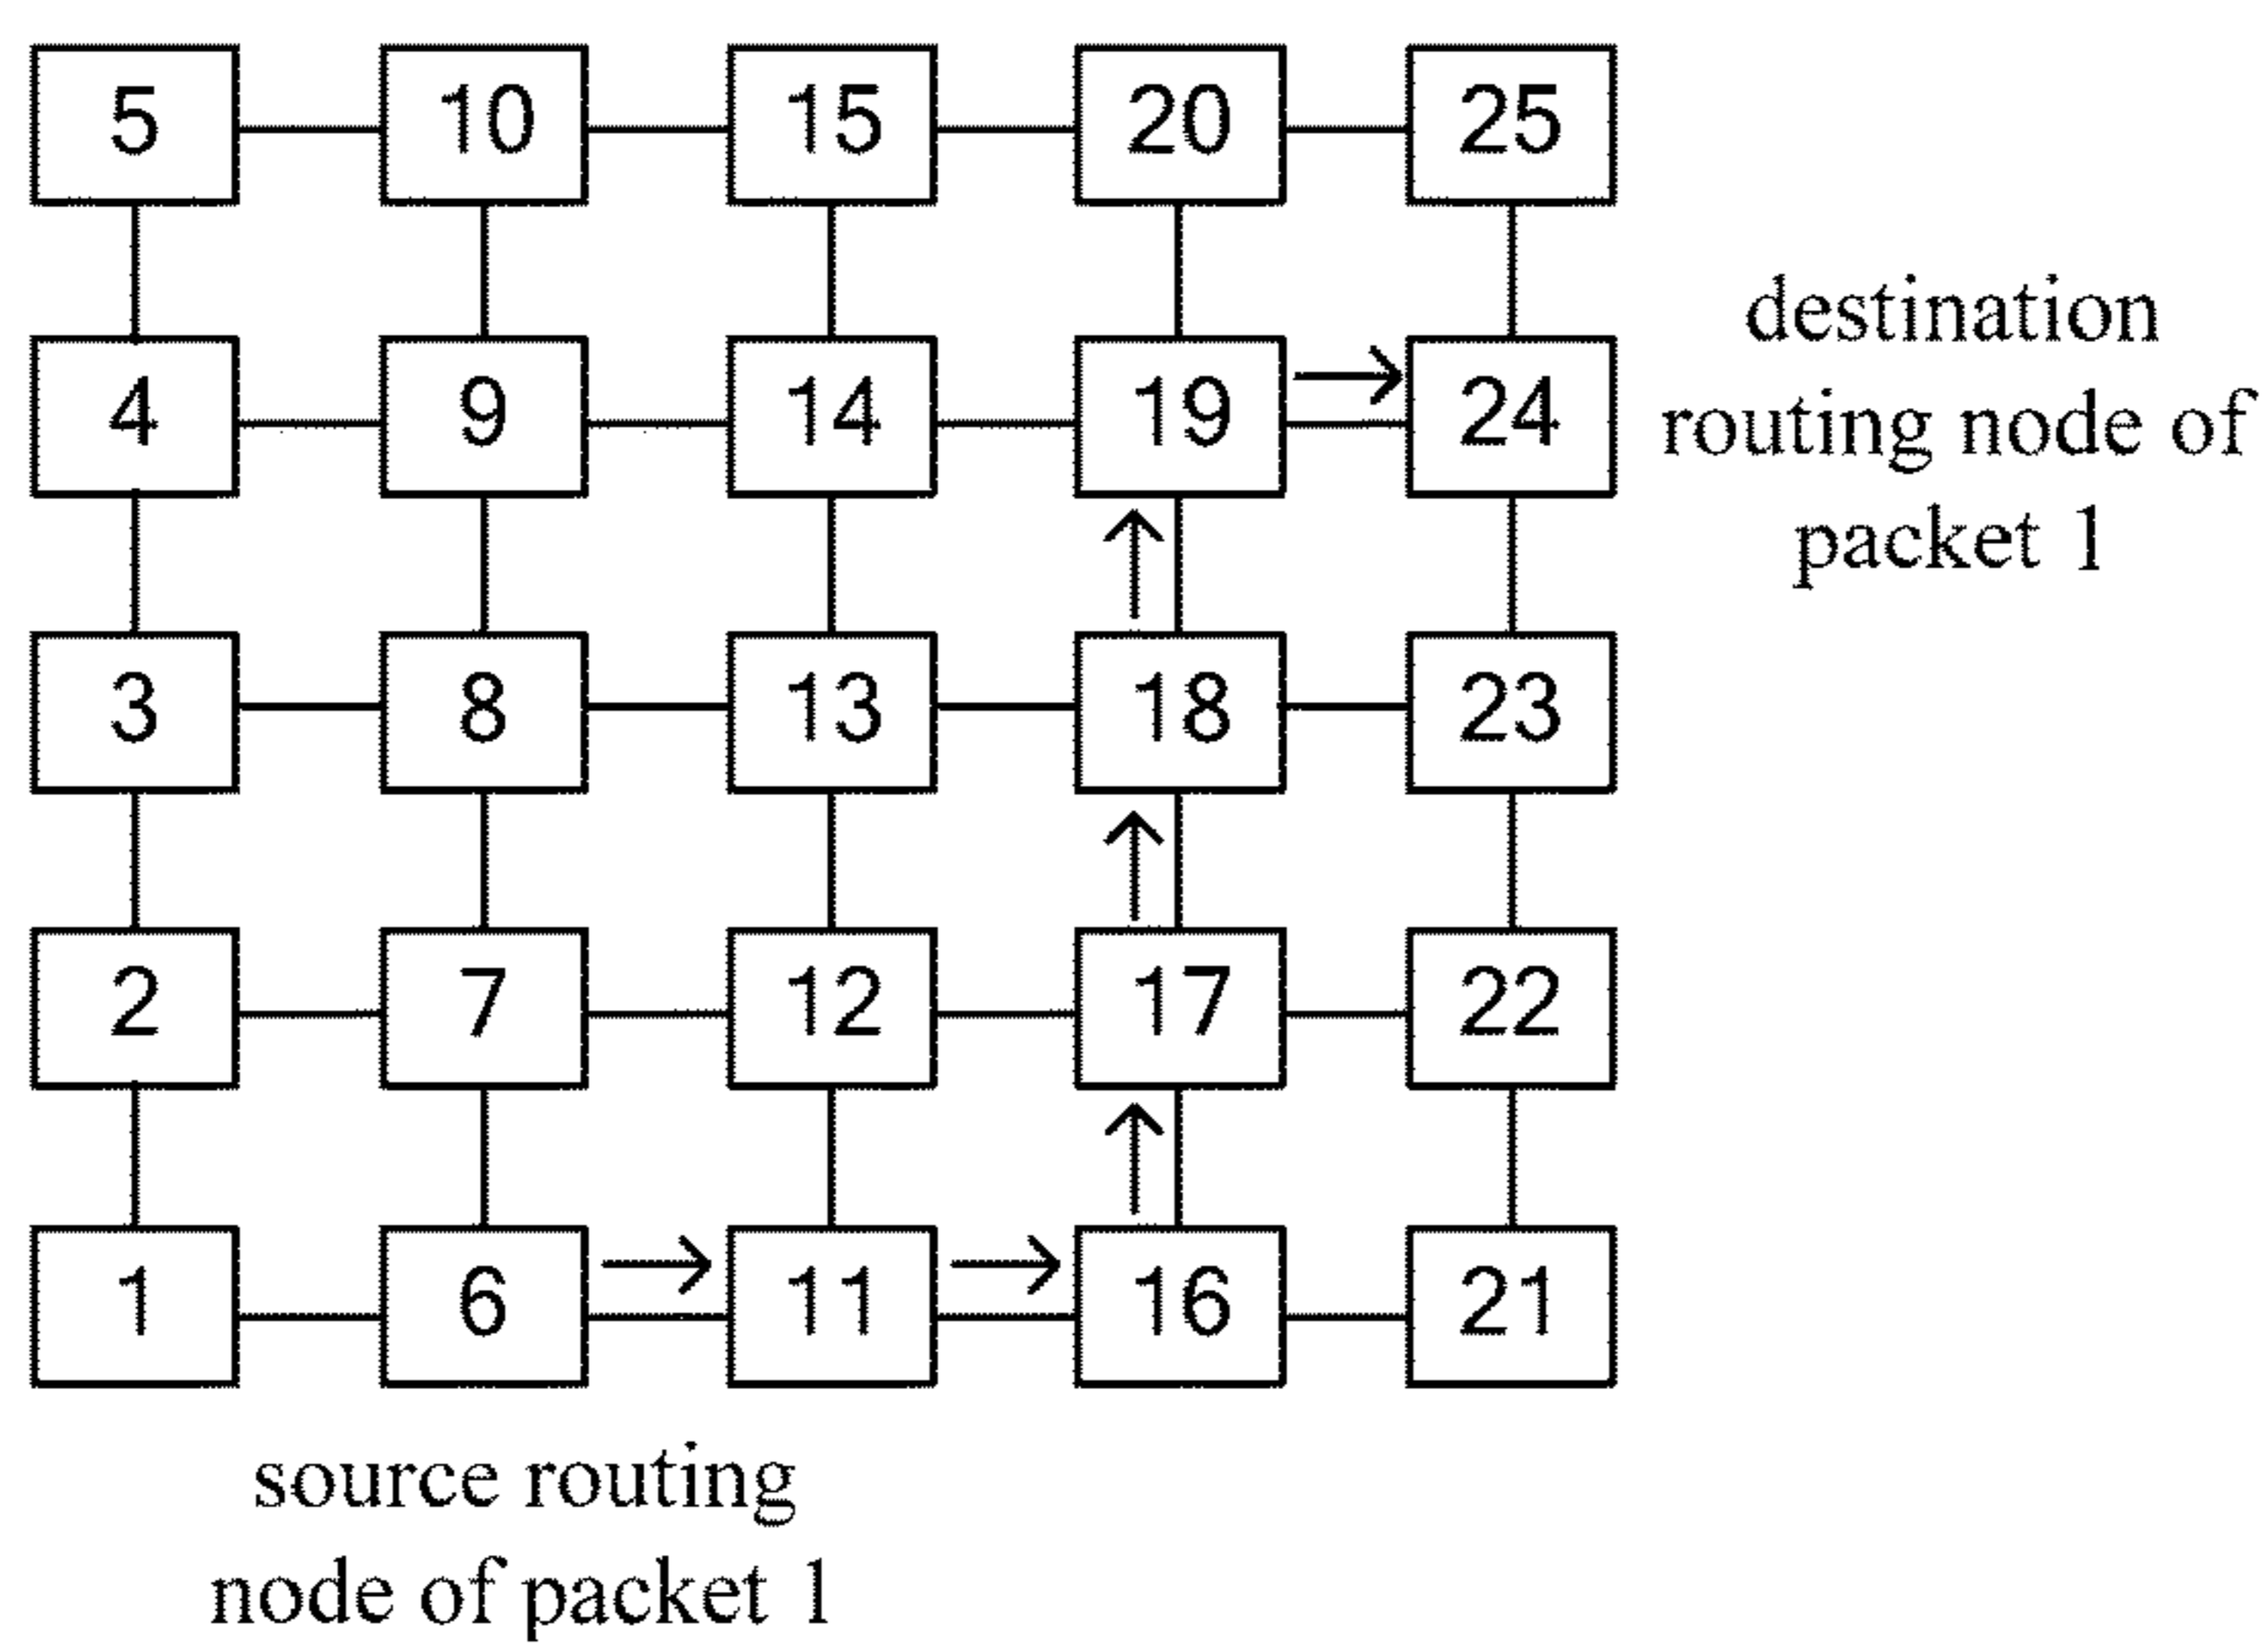 5 10 15 20 25
destination
4 9 14 19 24 routing node of
packet 1
3 8 13 18 23
2 7 12 17 22
1 6 11 16 21
source routing
node of packet 1